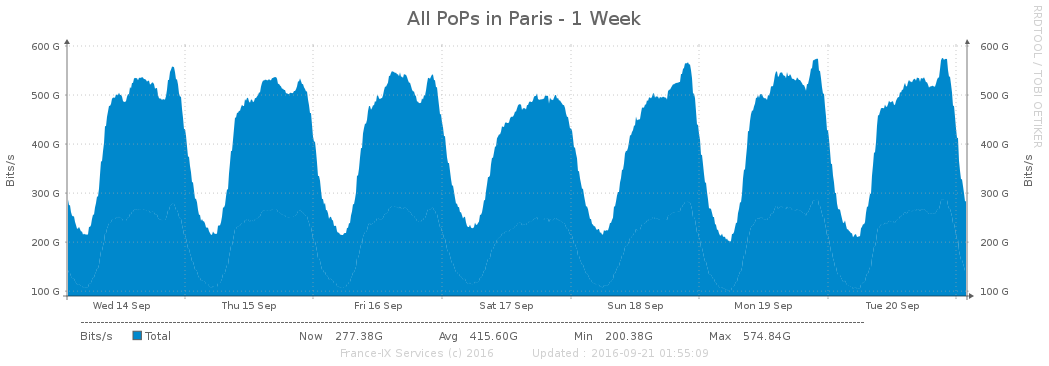 All PoPs in Paris - 1 Week
RRDTOOL / TOBI OETIKER
600 G 600 G
500 G 500 G
400 G 400 G
300 G 300 G
200 G 200 G
100 G 100 G
Bits/s Bits/s
Wed 14 Sep Thu 15 Sep Fri 16 Sep Sat 17 Sep Sun 18 Sep Mon 19 Sep Tue 20 Sep
Bits/s Total Now 277.38G Avg 415.60G Min 200.38G Max 574.84G
France-IX Services (c) 2016 Updated : 2016-09-21 01:55:09